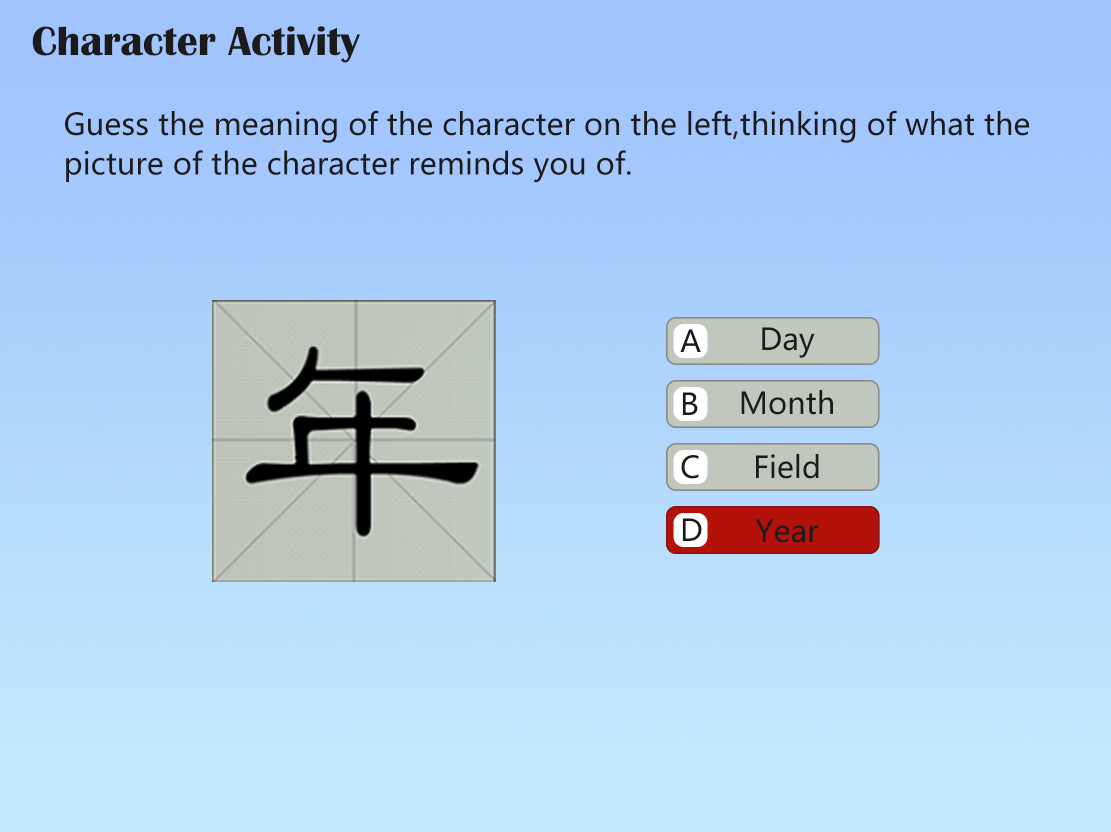 Character Activity
Guess the meaning of the character on the left,thinking of what the
picture of the character reminds you of.
年
A Day
B Month
C Field
D Year